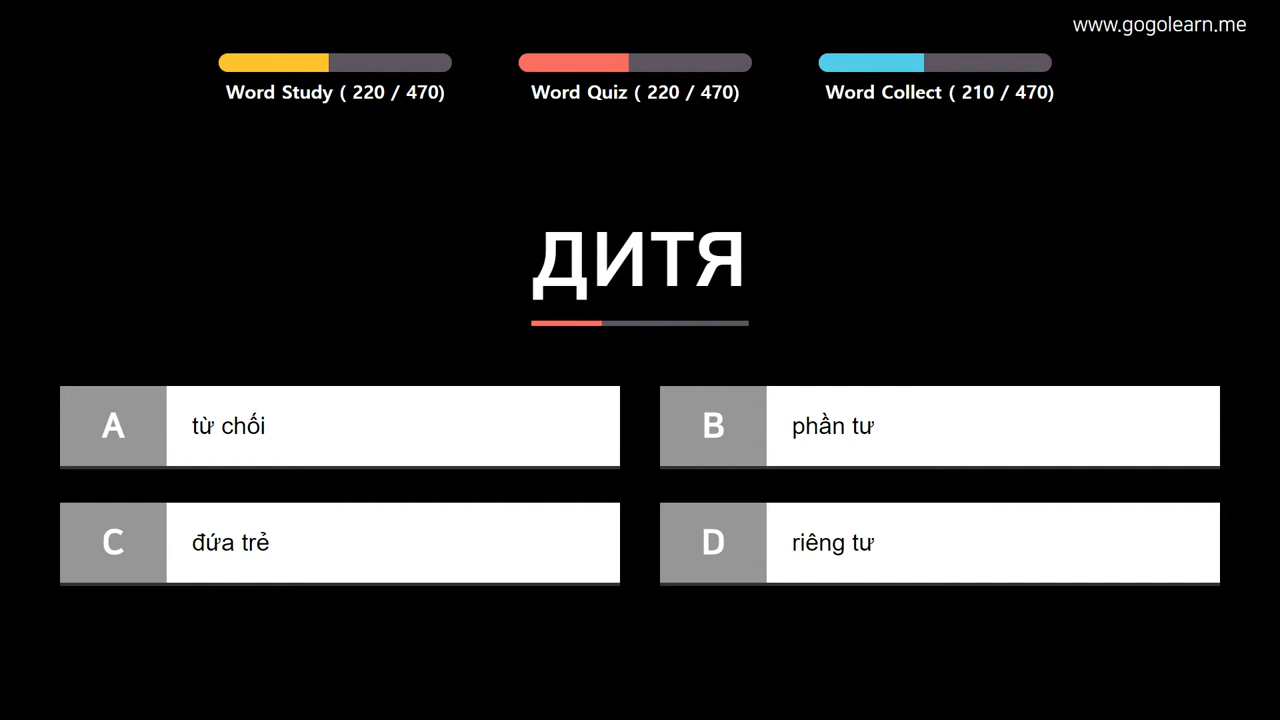 www.gogolearn.me
Word Study ( 220 / 470)
Word Quiz ( 220 / 470)
Word Collect ( 210 / 470)
ДИТЯ
A
từ chối
B
phần tư
C
đứa trẻ
D
riêng tư